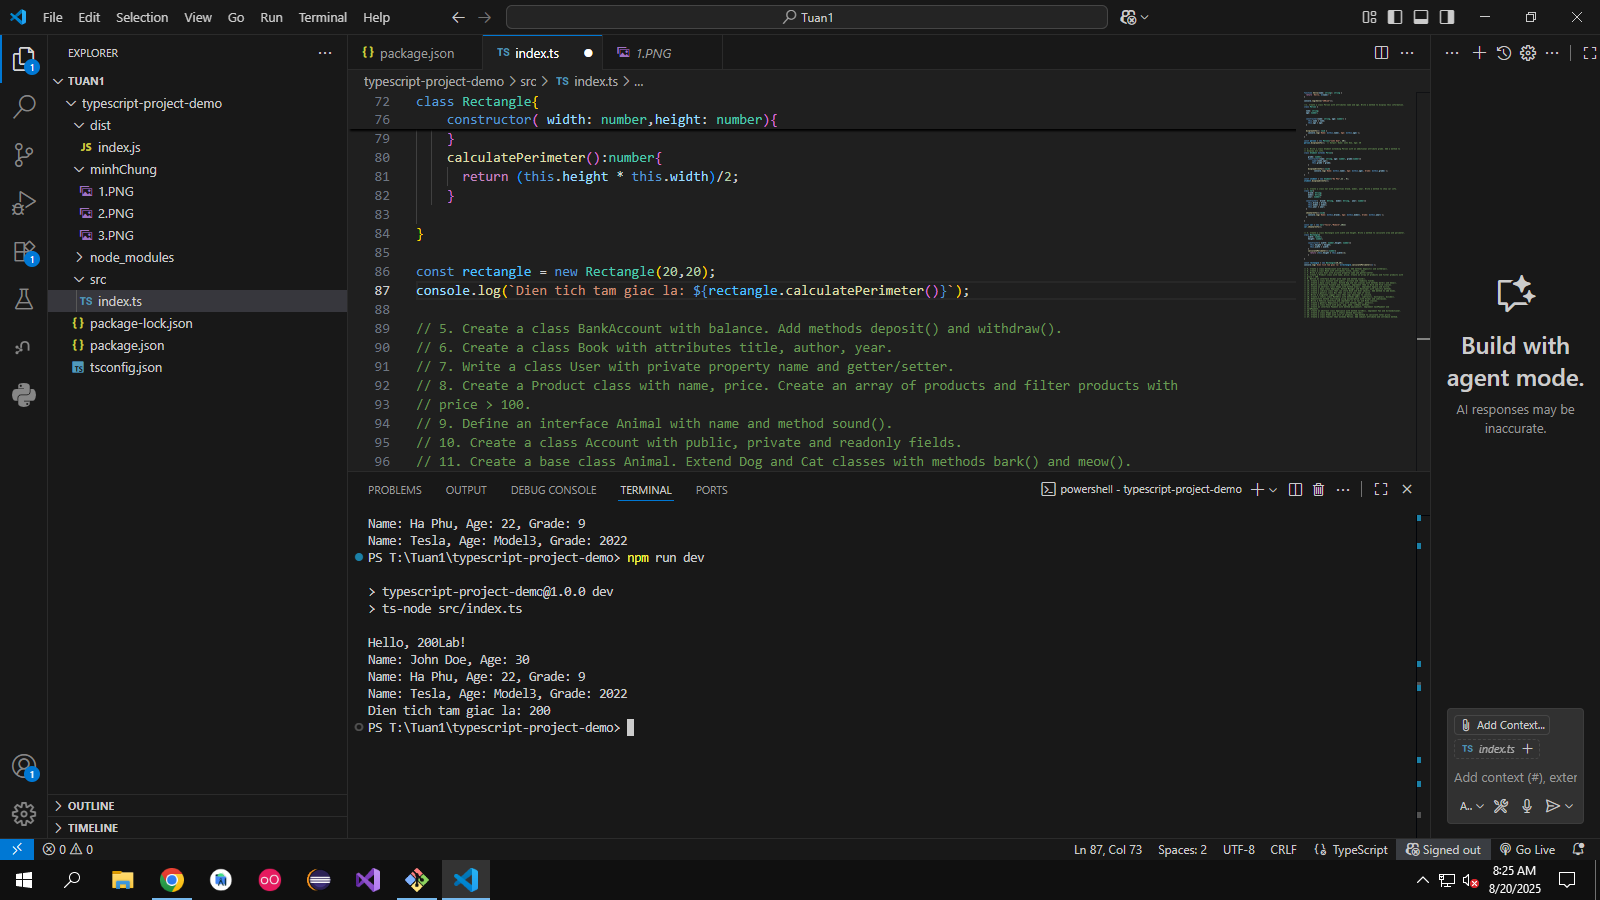 File Edit Selection View Go Run Terminal Help
Tuan1
EXPLORER
TUAN1
typescript-project-demo
dist
JS index.js
minhChung
1.PNG
2.PNG
3.PNG
node_modules
src
TS index.ts
{} package-lock.json
{} package.json
TS tsconfig.json
OUTLINE
TIMELINE
{} package.json
TS index.ts
1.PNG
typescript-project-demo > src > TS index.ts > ...
72 class Rectangle{
76 constructor( width: number,height: number){
79 }
80 calculatePerimeter():number{
81 return (this.height * this.width)/2;
82 }
83
84 }
85
86 const rectangle = new Rectangle(20,20);
87 console.log(`Dien tich tam giac la: ${rectangle.calculatePerimeter()}`);
88
89 // 5. Create a class BankAccount with balance. Add methods deposit() and withdraw().
90 // 6. Create a class Book with attributes title, author, year.
91 // 7. Write a class User with private property name and getter/setter.
92 // 8. Create a Product class with name, price. Create an array of products and filter products with
93 // price > 100.
94 // 9. Define an interface Animal with name and method sound().
95 // 10. Create a class Account with public, private and readonly fields.
96 // 11. Create a base class Animal. Extend Dog and Cat classes with methods bark() and meow().
PROBLEMS OUTPUT DEBUG CONSOLE TERMINAL PORTS
powershell - typescript-project-demo
Name: Ha Phu, Age: 22, Grade: 9
Name: Tesla, Age: Model3, Grade: 2022
PS T:\Tuan1\typescript-project-demo> npm run dev
> typescript-project-demo@1.0.0 dev
> ts-node src/index.ts
Hello, 200Lab!
Name: John Doe, Age: 30
Name: Ha Phu, Age: 22, Grade: 9
Name: Tesla, Age: Model3, Grade: 2022
Dien tich tam giac la: 200
PS T:\Tuan1\typescript-project-demo>
Build with
agent mode.
AI responses may be
inaccurate.
Add Context...
TS index.ts +
Add context (#), exter
A..
0 0
Ln 87, Col 73 Spaces: 2 UTF-8 CRLF {} TypeScript Signed out Go Live
8:25 AM
8/20/2025